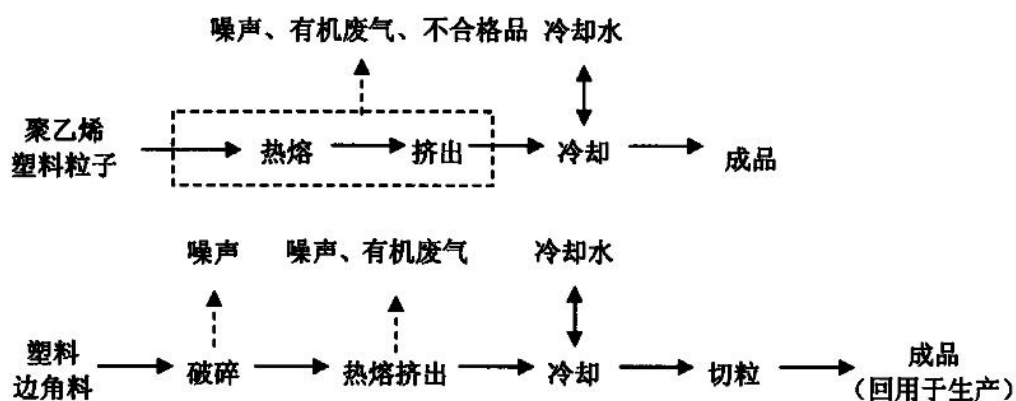 噪声、有机废气、不合格品 冷却水
聚乙烯
塑料粒子
热熔 挤出 冷却 成品
噪声 噪声、有机废气 冷却水
塑料
边角料
破碎 热熔挤出 冷却 切粒 成品
（回用于生产）